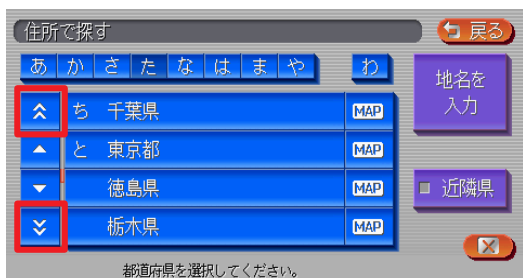 住所で探す 戻る
あ か さ た な は ま や わ
地名を
入力
ち 千葉県 MAP
と 東京都 MAP
徳島県 MAP
近隣県
栃木県 MAP
都道府県を選択してください。